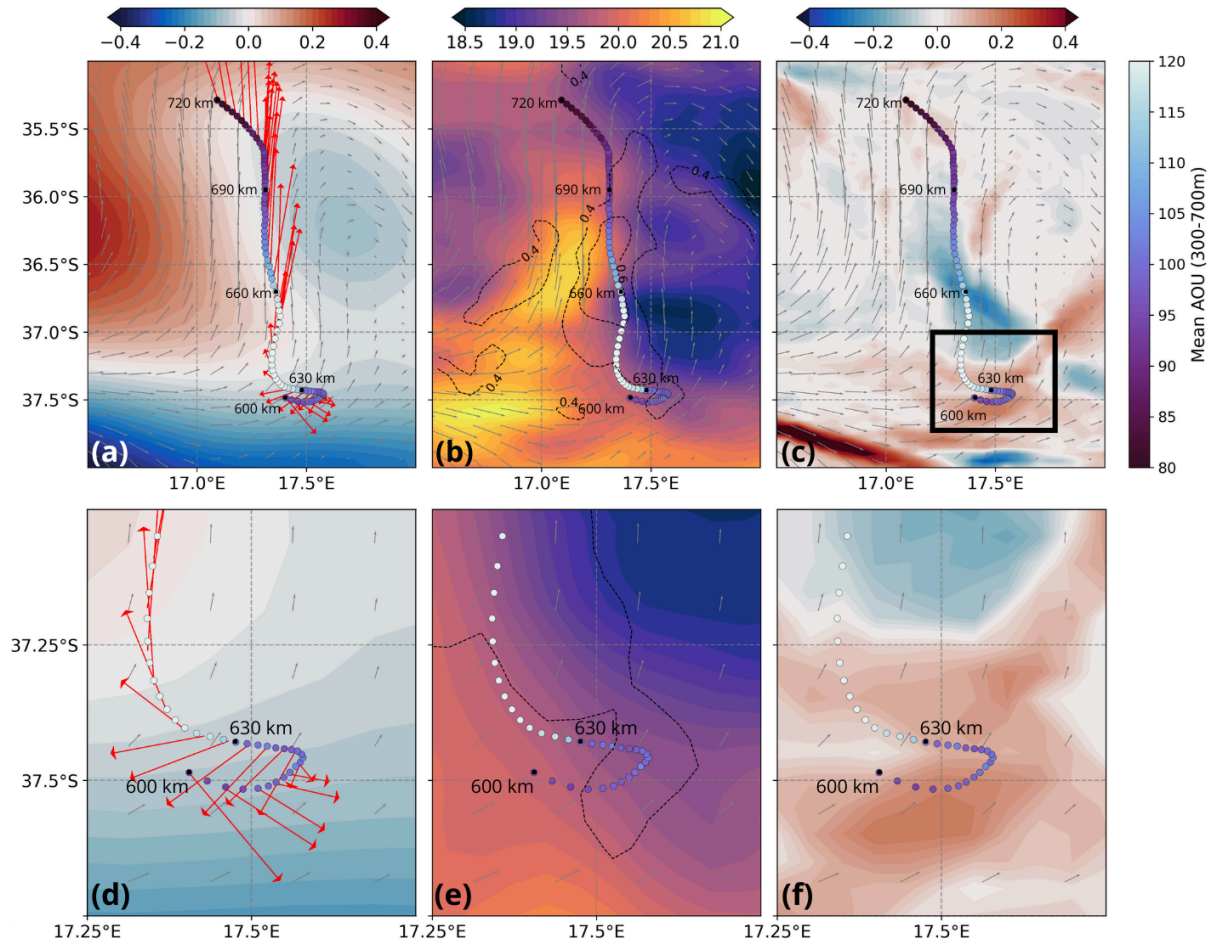 −0.4 −0.2 0.0 0.2 0.4
18.5 19.0 19.5 20.0 20.5 21.0
−0.4 −0.2 0.0 0.2 0.4
35.5°S
36.0°S
36.5°S
37.0°S
37.5°S
720 km
690 km
660 km
630 km
600 km
(a)
17.0°E 17.5°E
0.4
720 km
0.4
690 km
0.4
0.4
0.6
660 km
0.4
630 km
0.4
600 km
(b)
17.0°E 17.5°E
720 km
690 km
660 km
630 km
600 km
(c)
17.0°E 17.5°E
120
115
110
105
100
95
90
85
80
Mean AOU (300-700m)
37.25°S
37.5°S
630 km
600 km
(d)
17.25°E 17.5°E
630 km
600 km
(e)
17.25°E 17.5°E
630 km
600 km
(f)
17.25°E 17.5°E